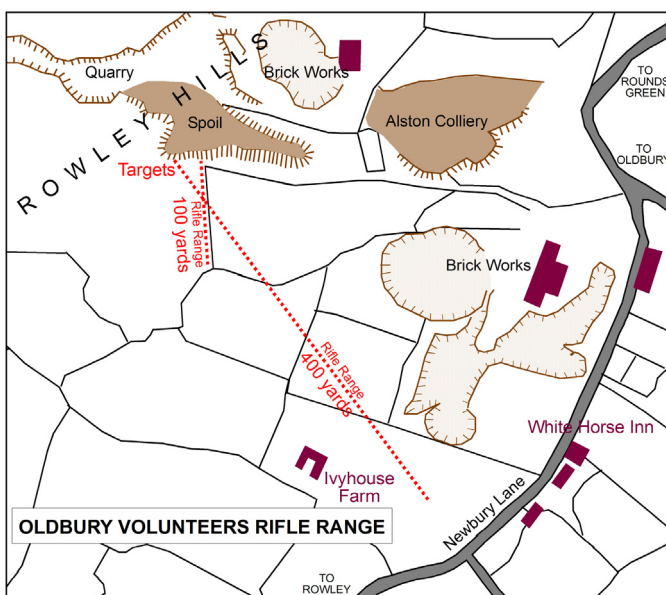 Quarry
ROWLEY HILLS
Brick Works
TO
ROUNDS
GREEN
Spoil
Alston Colliery
TO
OLDBURY
Targets
Rifle Range
100 yards
Brick Works
Rifle Range
400 yards
White Horse Inn
Ivyhouse
Farm
Newbury Lane
OLDBURY VOLUNTEERS RIFLE RANGE
TO
ROWLEY